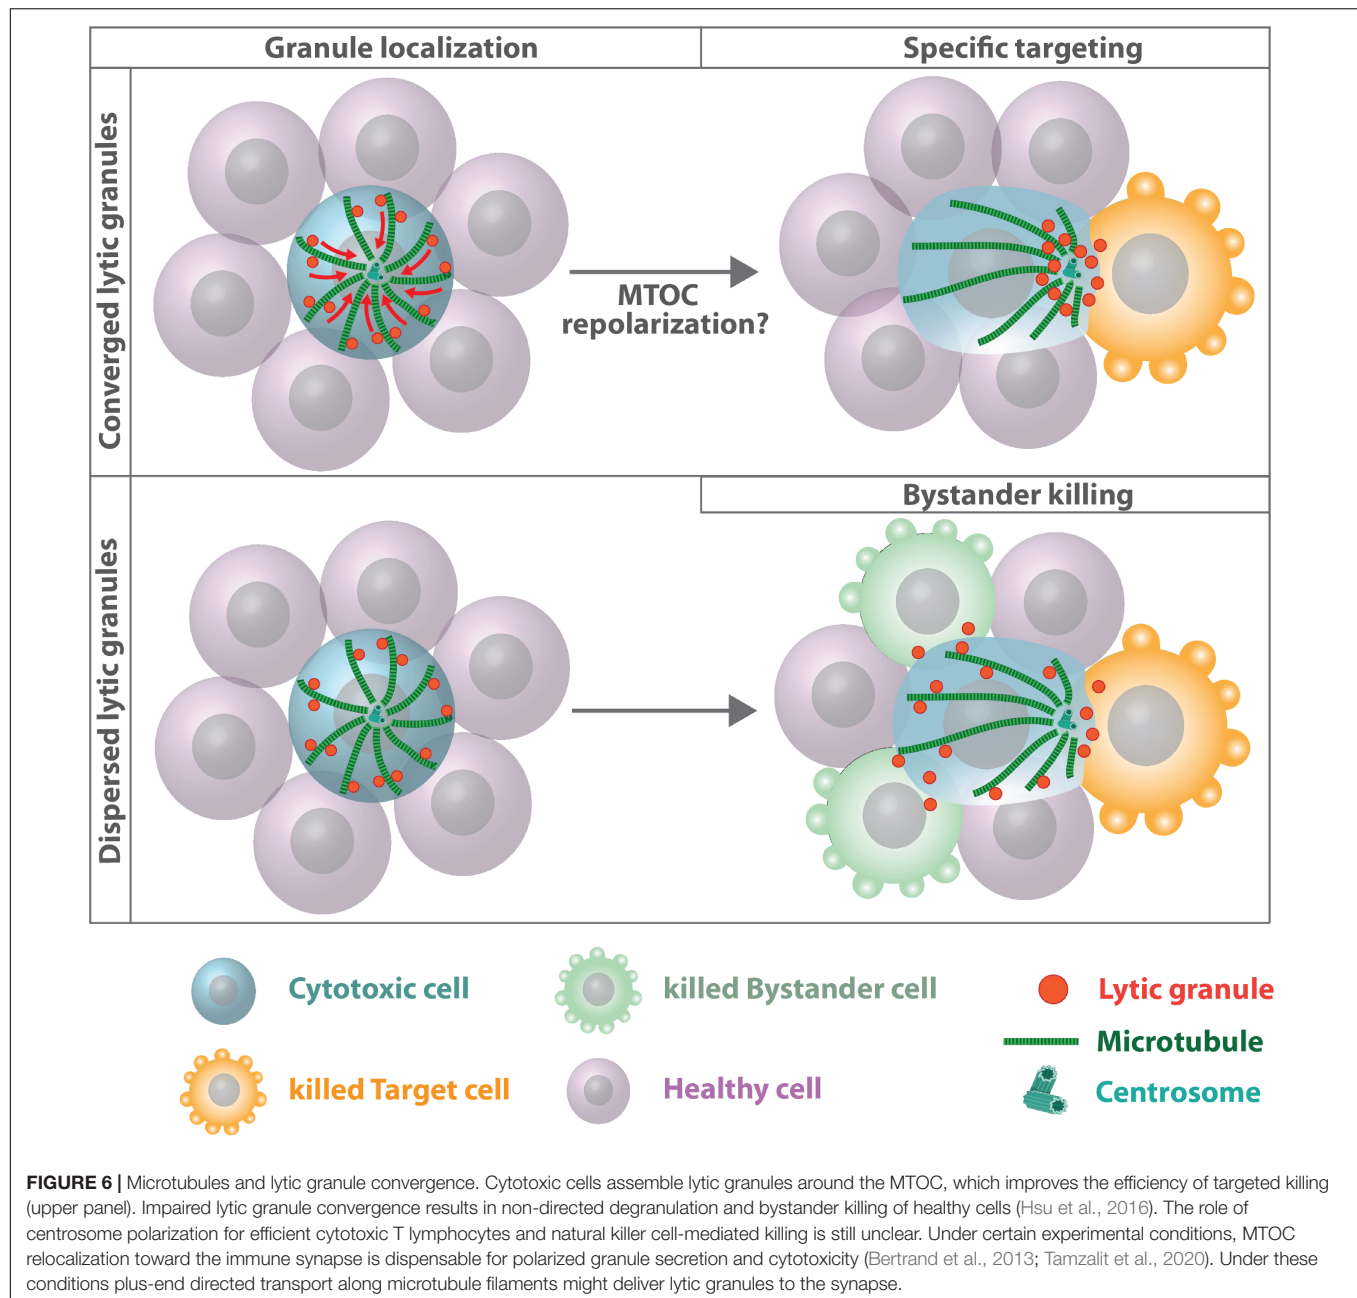 Granule localization
Specific targeting
Converged lytic granules
MTOC
repolarization?
Bystander killing
Dispersed lytic granules
Cytotoxic cell
killed Bystander cell
Lytic granule
Microtubule
killed Target cell
Healthy cell
Centrosome
FIGURE 6 | Microtubules and lytic granule convergence. Cytotoxic cells assemble lytic granules around the MTOC, which improves the efficiency of targeted killing
(upper panel). Impaired lytic granule convergence results in non-directed degranulation and bystander killing of healthy cells (Hsu et al., 2016). The role of
centrosome polarization for efficient cytotoxic T lymphocytes and natural killer cell-mediated killing is still unclear. Under certain experimental conditions, MTOC
relocalization toward the immune synapse is dispensable for polarized granule secretion and cytotoxicity (Bertrand et al., 2013; Tamzalit et al., 2020). Under these
conditions plus-end directed transport along microtubule filaments might deliver lytic granules to the synapse.